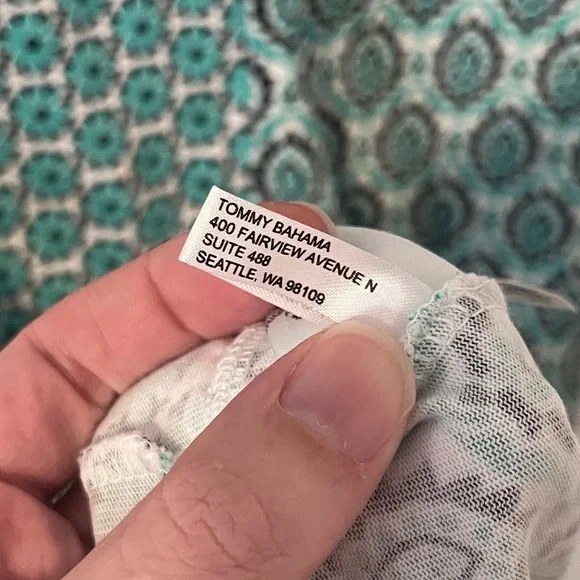 TOMMY BAHAMA
400 FAIRVIEW AVENUE N
SUITE 488
SEATTLE, WA 98109